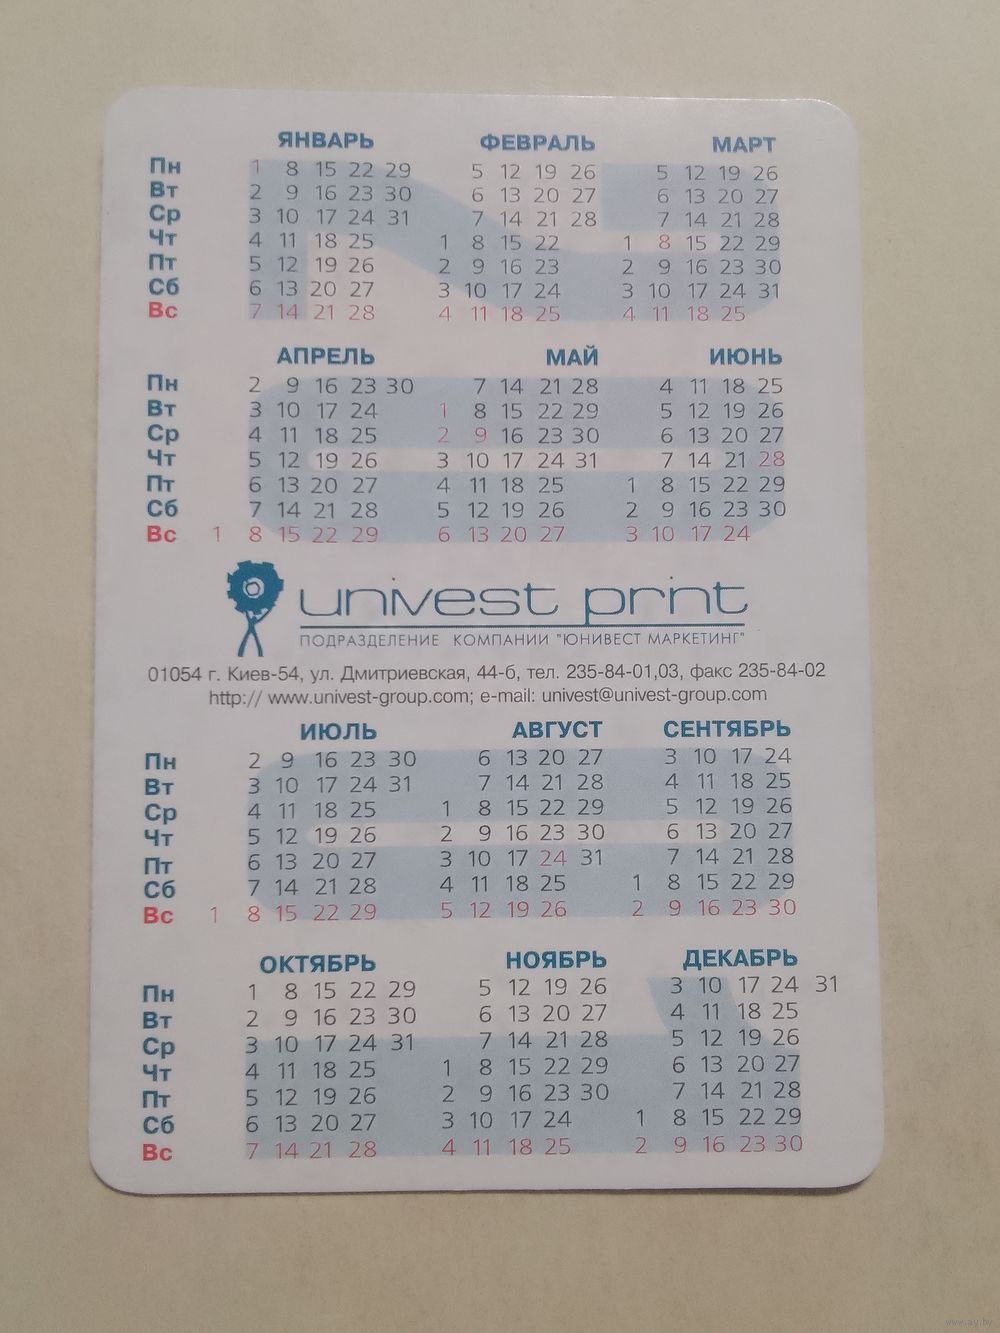 ЯНВАРЬ ФЕВРАЛЬ МАРТ
Пн 1 8 15 22 29 5 12 19 26 5 12 19 26
Вт 2 9 16 23 30 6 13 20 27 6 13 20 27
Ср 3 10 17 24 31 7 14 21 28 7 14 21 28
Чт 4 11 18 25 1 8 15 22 1 8 15 22 29
Пт 5 12 19 26 2 9 16 23 2 9 16 23 30
Сб 6 13 20 27 3 10 17 24 3 10 17 24 31
Вс 7 14 21 28 4 11 18 25 4 11 18 25
АПРЕЛЬ МАЙ ИЮНЬ
Пн 2 9 16 23 30 7 14 21 28 4 11 18 25
Вт 3 10 17 24 1 8 15 22 29 5 12 19 26
Ср 4 11 18 25 2 9 16 23 30 6 13 20 27
Чт 5 12 19 26 3 10 17 24 31 7 14 21 28
Пт 6 13 20 27 4 11 18 25 1 8 15 22 29
Сб 7 14 21 28 5 12 19 26 2 9 16 23 30
Вс 1 8 15 22 29 6 13 20 27 3 10 17 24
univest print
ПОДРАЗДЕЛЕНИЕ КОМПАНИИ "ЮНИВЕСТ МАРКЕТИНГ"
01054 г. Киев-54, ул. Дмитриевская, 44-б, тел. 235-84-01,03, факс 235-84-02
http:// www.univest-group.com; e-mail: univest@univest-group.com
ИЮЛЬ АВГУСТ СЕНТЯБРЬ
Пн 2 9 16 23 30 6 13 20 27 3 10 17 24
Вт 3 10 17 24 31 7 14 21 28 4 11 18 25
Ср 4 11 18 25 1 8 15 22 29 5 12 19 26
Чт 5 12 19 26 2 9 16 23 30 6 13 20 27
Пт 6 13 20 27 3 10 17 24 31 7 14 21 28
Сб 7 14 21 28 4 11 18 25 1 8 15 22 29
Вс 1 8 15 22 29 5 12 19 26 2 9 16 23 30
ОКТЯБРЬ НОЯБРЬ ДЕКАБРЬ
Пн 1 8 15 22 29 5 12 19 26 3 10 17 24 31
Вт 2 9 16 23 30 6 13 20 27 4 11 18 25
Ср 3 10 17 24 31 7 14 21 28 5 12 19 26
Чт 4 11 18 25 1 8 15 22 29 6 13 20 27
Пт 5 12 19 26 2 9 16 23 30 7 14 21 28
Сб 6 13 20 27 3 10 17 24 1 8 15 22 29
Вс 7 14 21 28 4 11 18 25 2 9 16 23 30
www.ay.by